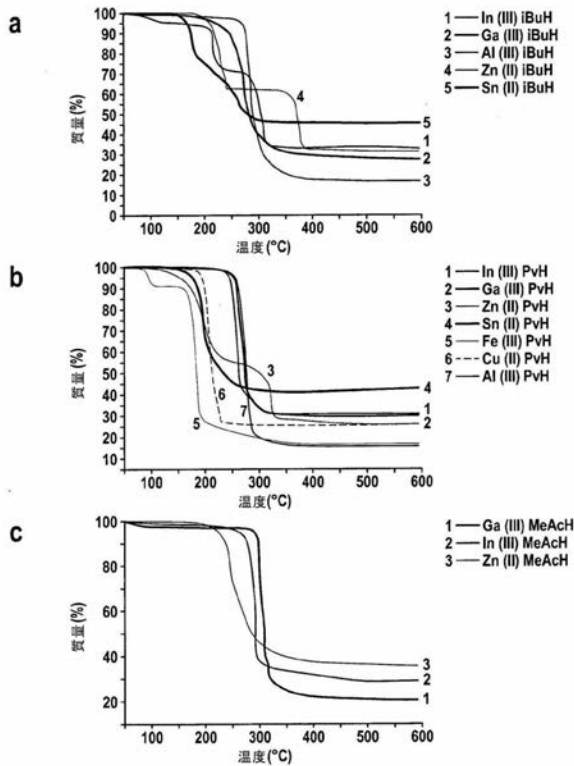 a
1 — In (III) iBuH
2 — Ga (III) iBuH
3 — Al (III) iBuH
4 — Zn (II) iBuH
5 — Sn (II) iBuH
質量(%)
100
90
80
70
60
50
40
30
20
10
0
4
5
1
2
3
100 200 300 400 500 600
温度(°C)
b
1 — In (III) PvH
2 — Ga (III) PvH
3 — Zn (II) PvH
4 — Sn (II) PvH
5 — Fe (III) PvH
6 --- Cu (II) PvH
7 — Al (III) PvH
質量(%)
100
90
80
70
60
50
40
30
20
10
3
4
6
7
1
5
2
100 200 300 400 500 600
温度(°C)
c
1 — Ga (III) MeAcH
2 — In (III) MeAcH
3 — Zn (II) MeAcH
質量(%)
100
80
60
40
20
3
2
1
100 200 300 400 500 600
温度(°C)